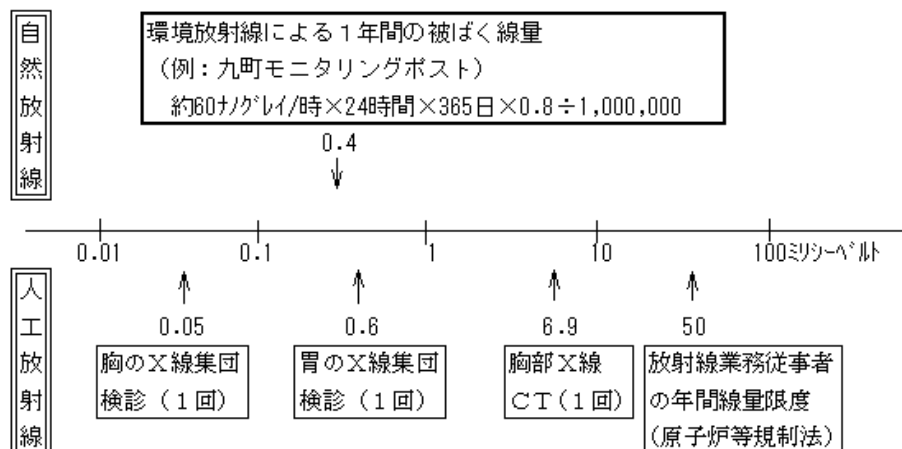 自然放射線
環境放射線による1年間の被ばく線量
(例:九町モニタリングポスト)
約60ナノグレイ/時×24時間×365日×0.8÷1,000,000
0.4
↓
0.01 0.1 1 10 100ミリシーベルト
人工放射線
↑ ↑ ↑ ↑
0.05 0.6 6.9 50
胸のX線集団
検診(1回)
胃のX線集団
検診(1回)
胸部X線
CT(1回)
放射線業務従事者
の年間線量限度
(原子炉等規制法)